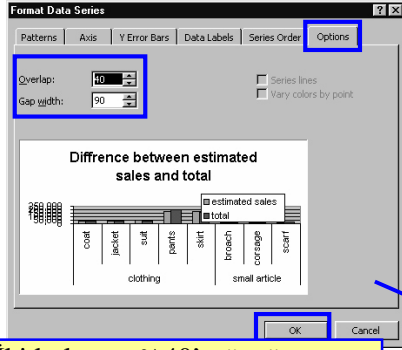 Format Data Series
Patterns Axis Y Error Bars Data Labels Series Order Options
Overlap: 40
Gap width: 90
Series lines
Vary colors by point
Diffrence between estimated
sales and total
estimated sales
total
coat jacket suit pants skirt broach corsage scarf
clothing small article
OK Cancel